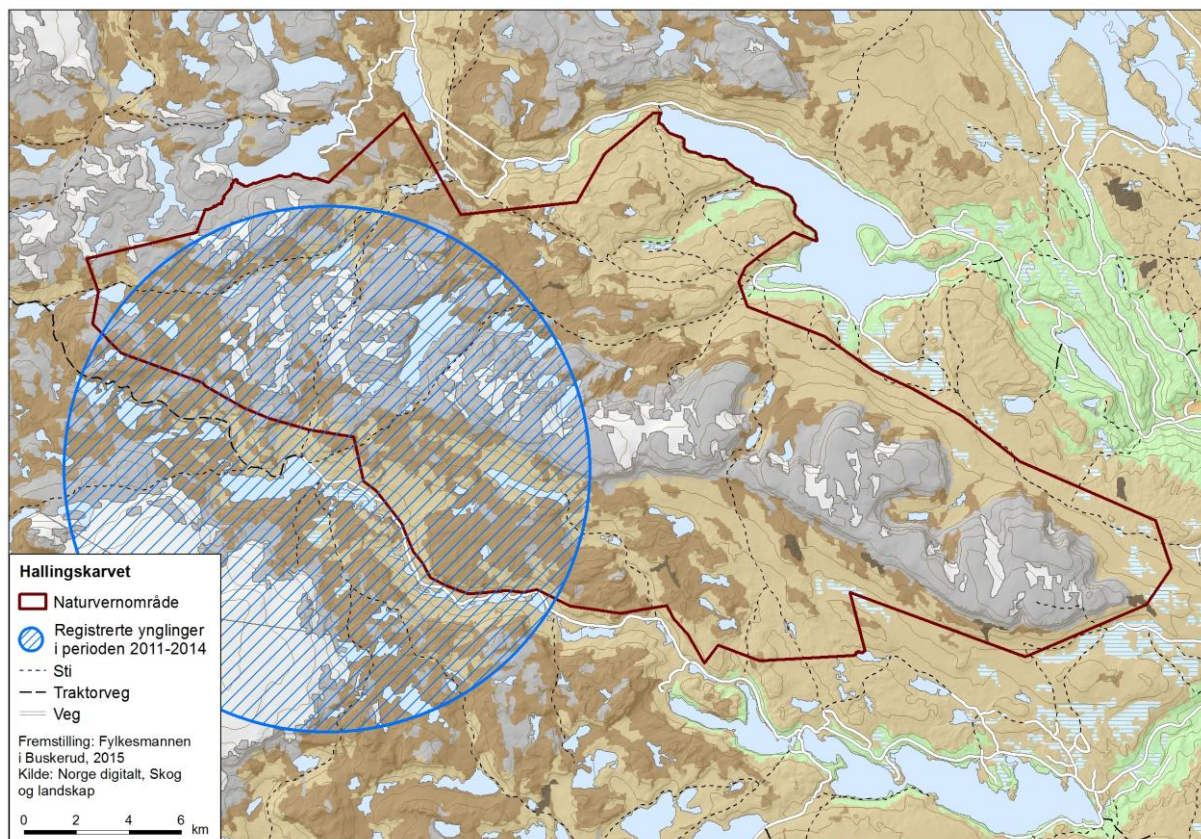 Hallingskarvet
Naturvernområde
Registrerte ynglinger
i perioden 2011-2014
Sti
Traktorveg
Veg
Fremstilling: Fylkesmannen
i Buskerud, 2015
Kilde: Norge digitalt, Skog
og landskap
0 2 4 6
km